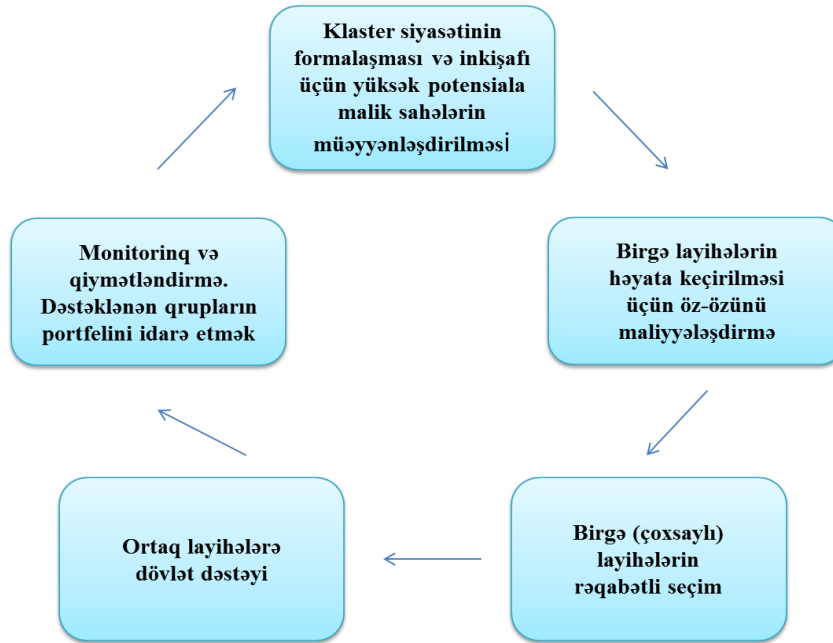 Klaster siyasətinin
formalaşması və inkişafı
üçün yüksək potensiala
malik sahələrin
müəyyənləşdirilməsi
Birgə layihələrin
həyata keçirilməsi
üçün öz-özünü
maliyyələşdirmə
Birgə (çoxsaylı)
layihələrin
rəqabətli seçim
Ortaq layihələrə
dövlət dəstəyi
Monitorinq və
qiymətləndirmə.
Dəstəklənən qrupların
portfelini idarə etmək